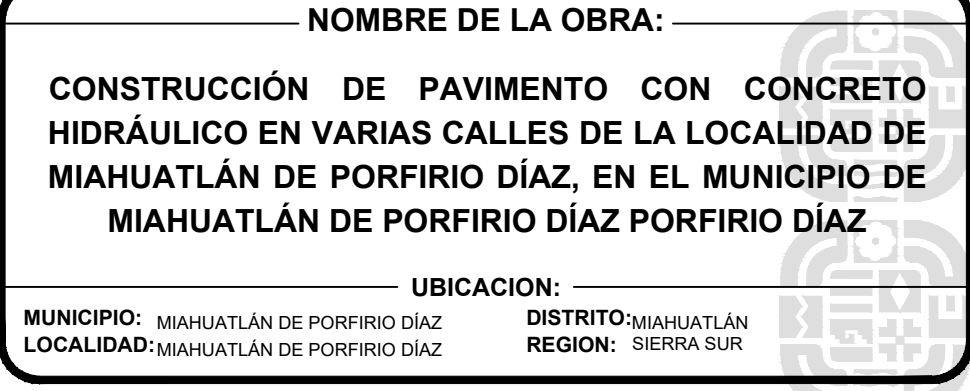 NOMBRE DE LA OBRA:
CONSTRUCCIÓN DE PAVIMENTO CON CONCRETO
HIDRÁULICO EN VARIAS CALLES DE LA LOCALIDAD DE
MIAHUATLÁN DE PORFIRIO DÍAZ, EN EL MUNICIPIO DE
MIAHUATLÁN DE PORFIRIO DÍAZ PORFIRIO DÍAZ
UBICACION:
MUNICIPIO: MIAHUATLÁN DE PORFIRIO DÍAZ DISTRITO: MIAHUATLÁN
LOCALIDAD: MIAHUATLÁN DE PORFIRIO DÍAZ REGION: SIERRA SUR